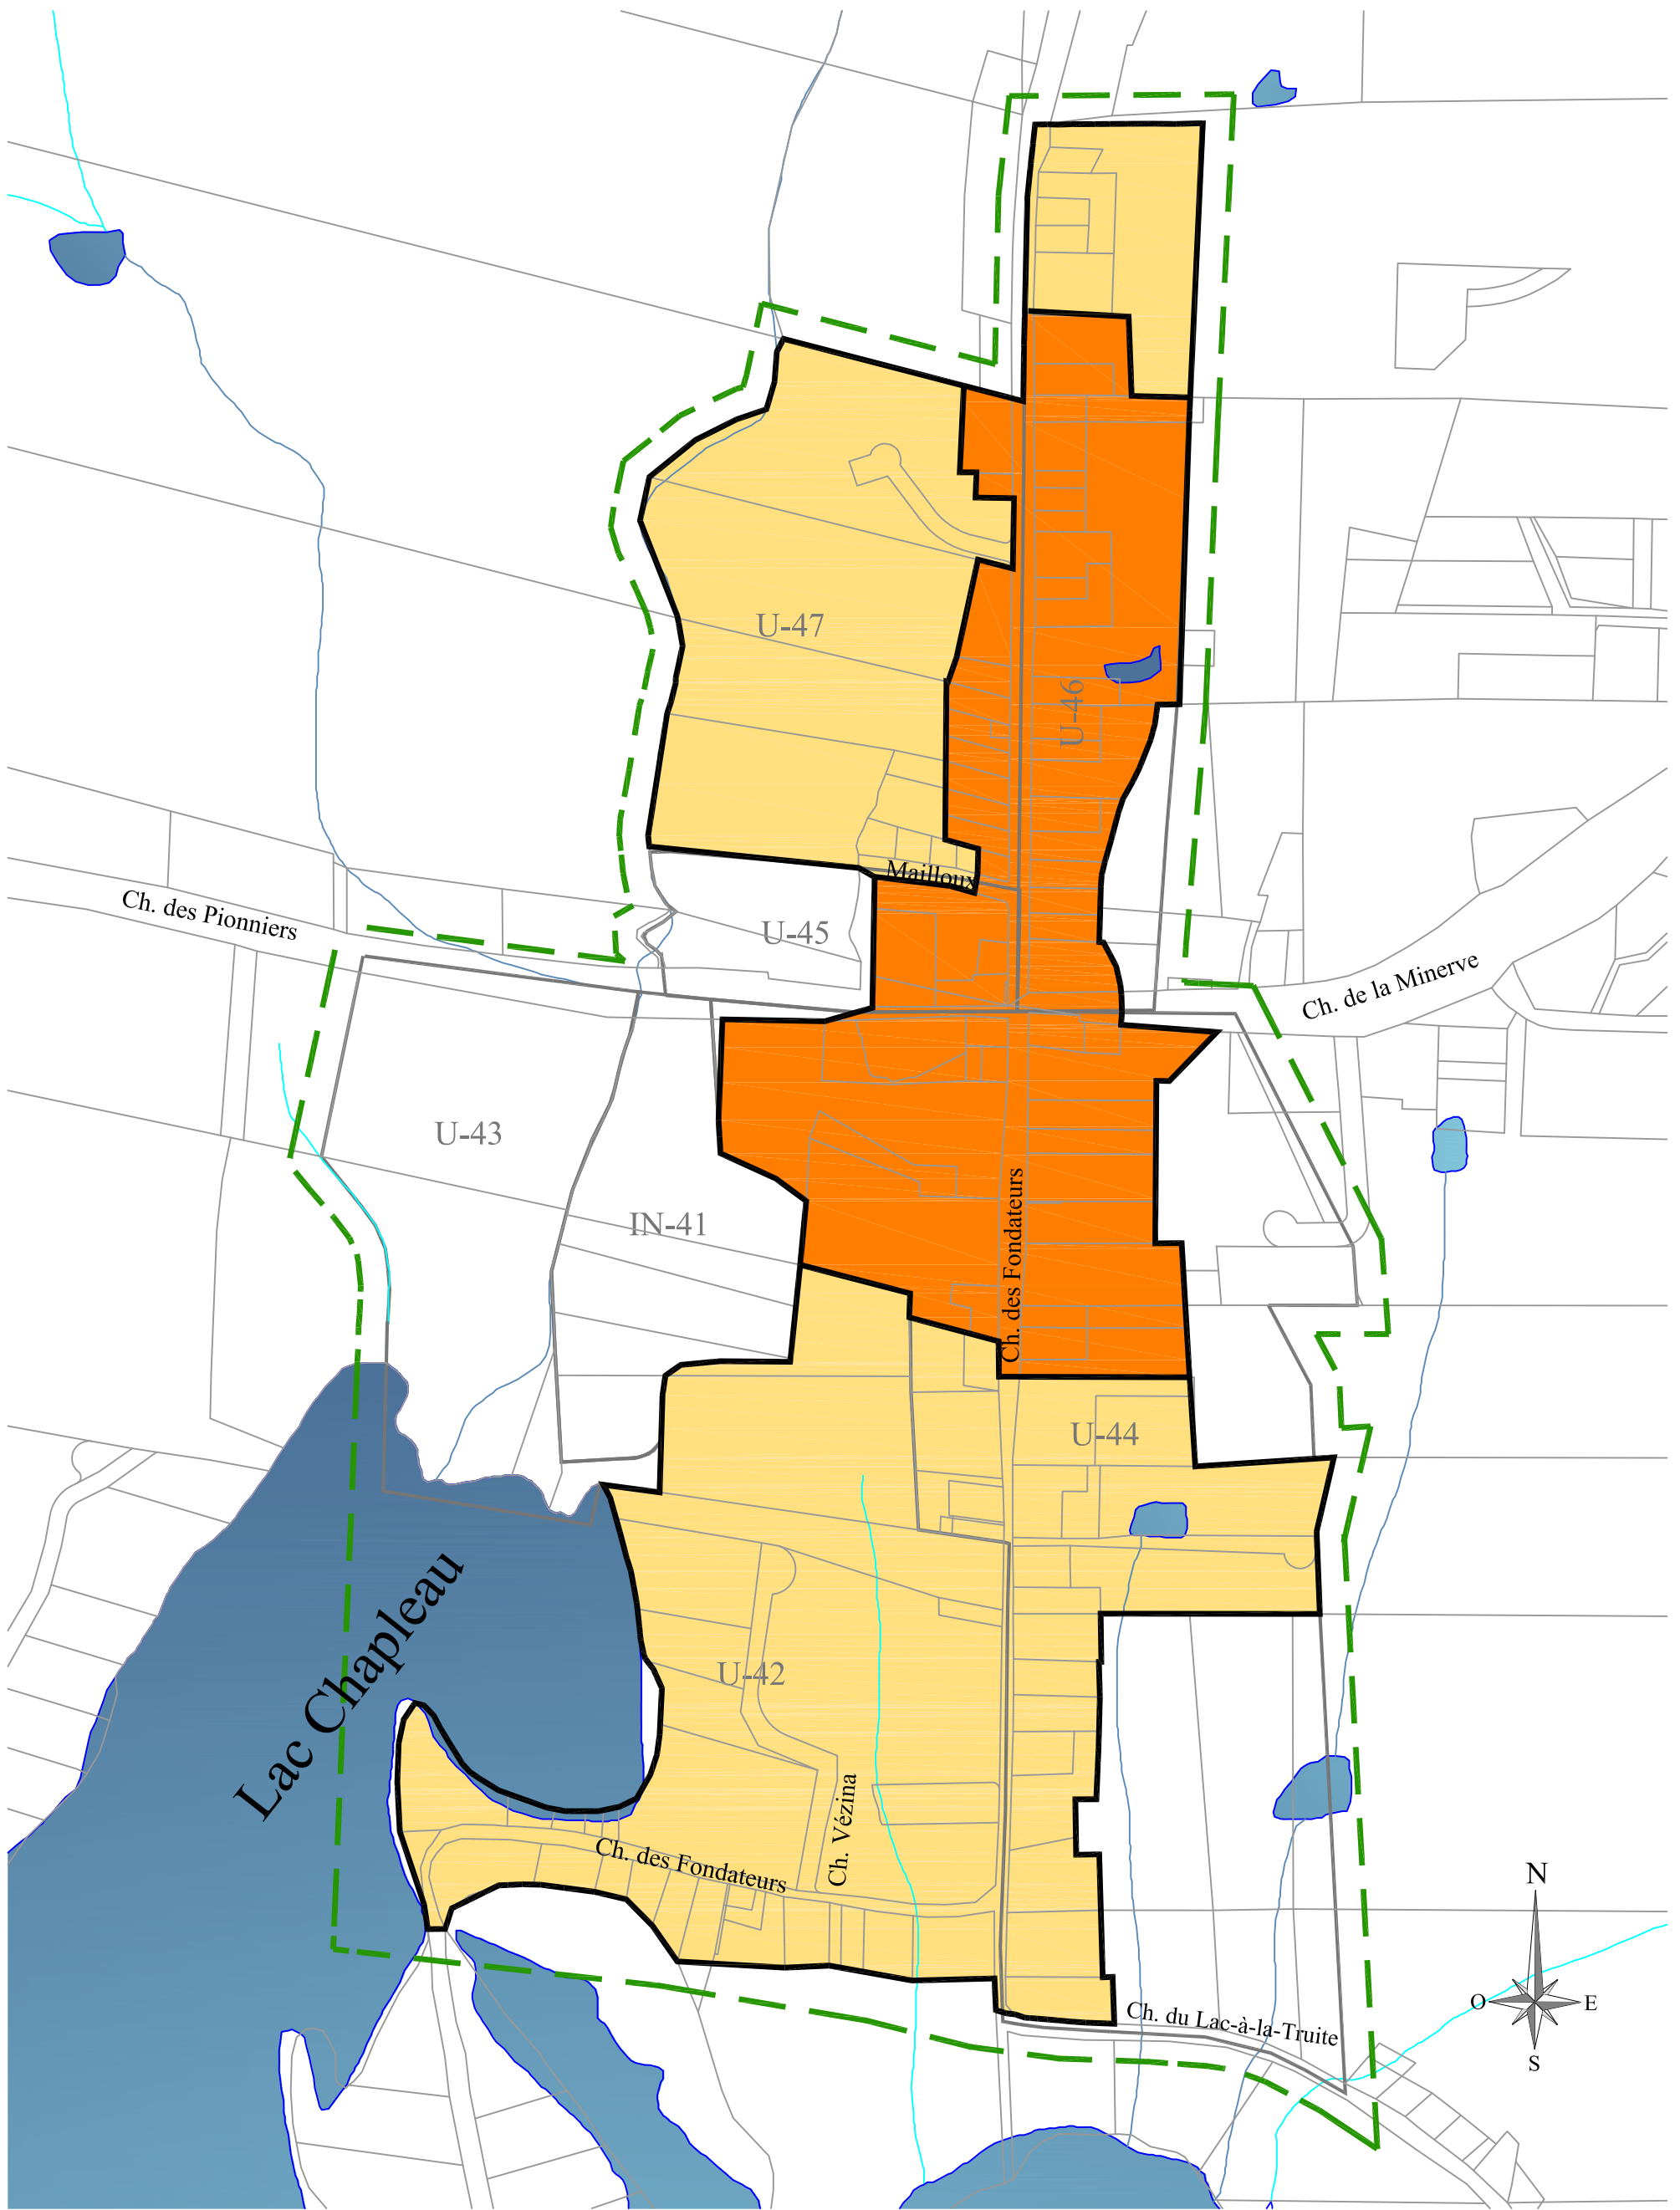 U-47
U-46
Mailloux
Ch. des Pionniers
U-45
Ch. de la Minerve
U-43
IN-41
Ch. des Fondateurs
U-44
Lac Chapleau
U-42
Ch. Vézina
Ch. des Fondateurs
N
O
E
S
Ch. du Lac-à-la-Truite